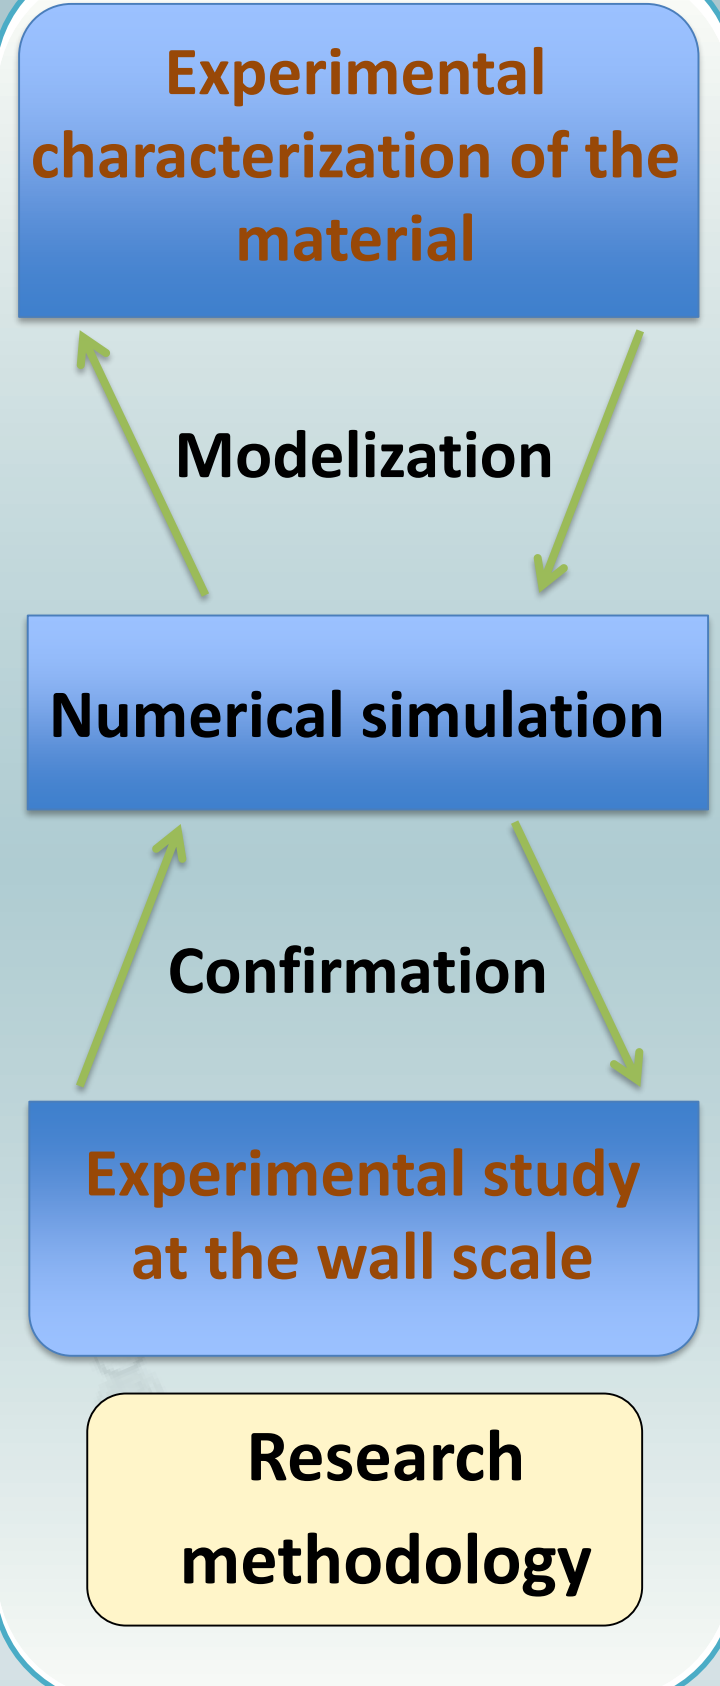 Experimental
characterization of the
material
Modelization
Numerical simulation
Confirmation
Experimental study
at the wall scale
Research
methodology